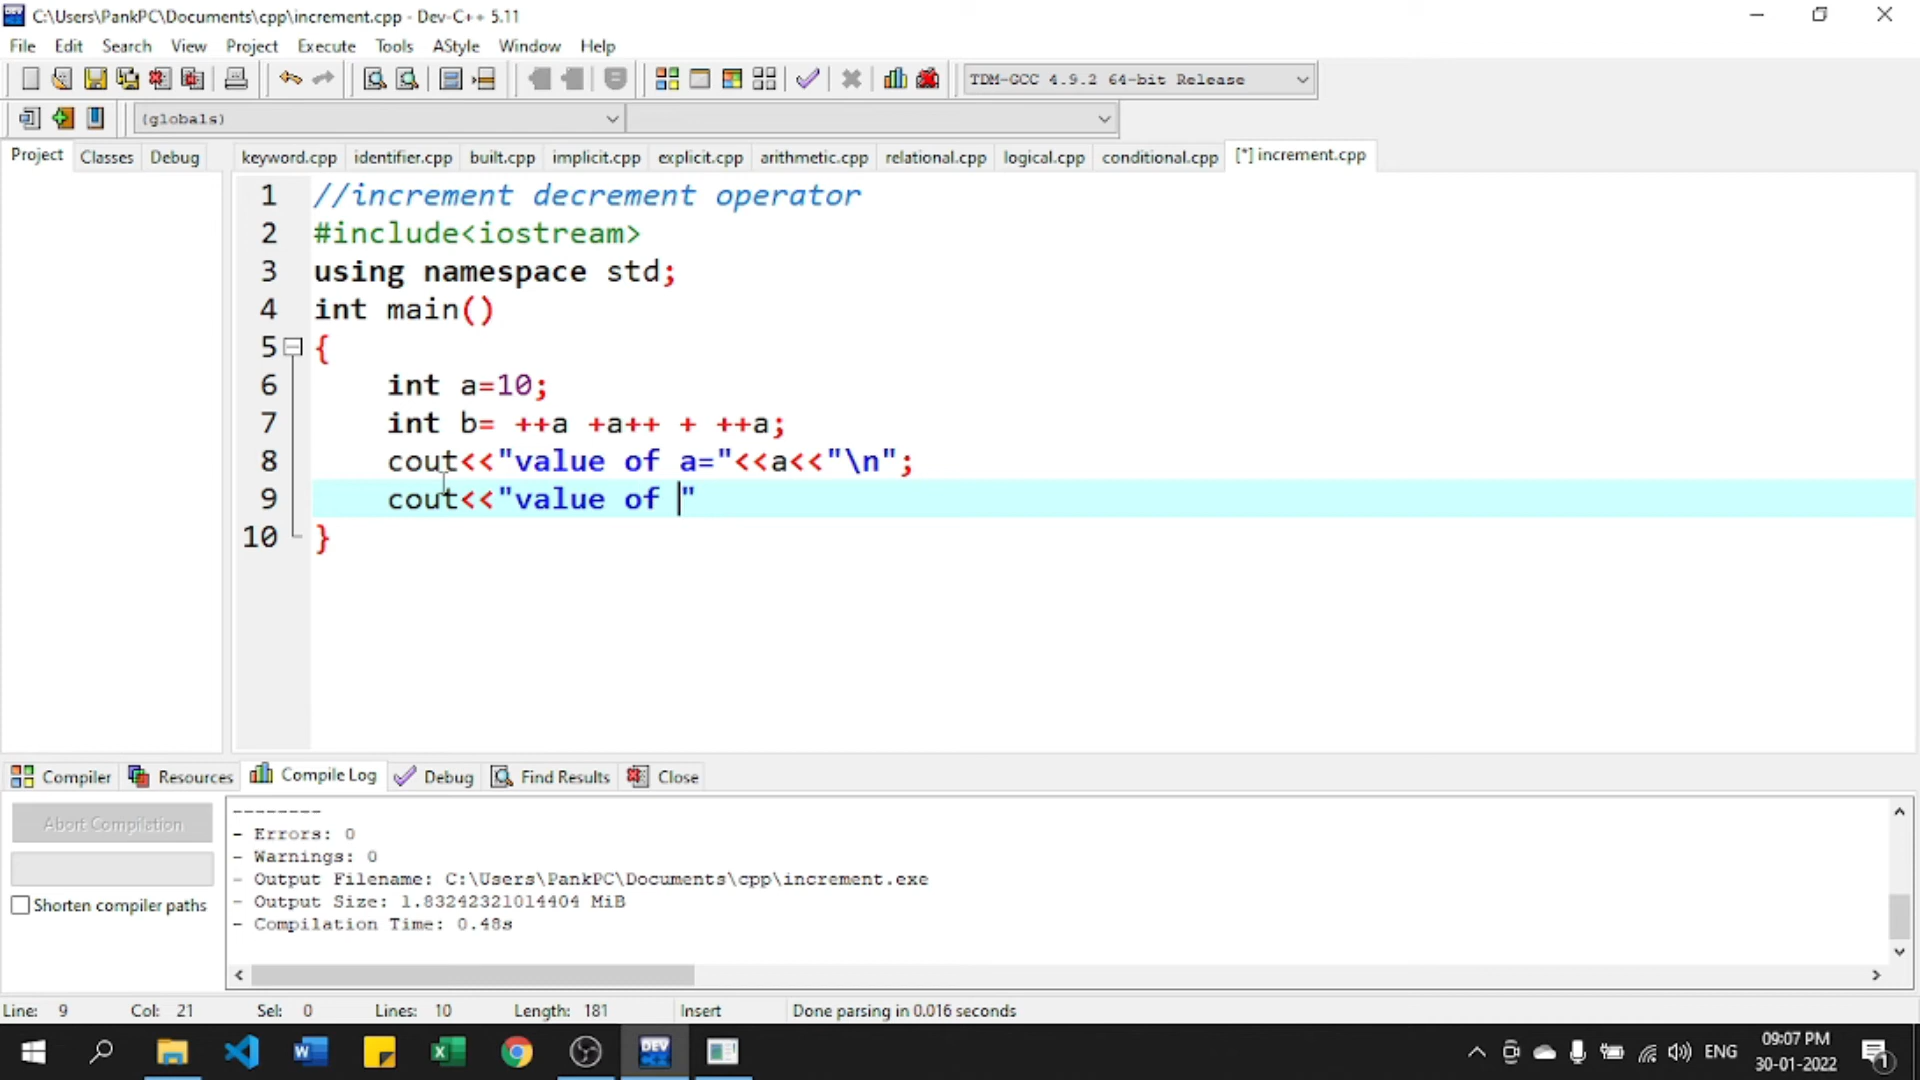 C:\Users\PankPC\Documents\cpp\increment.cpp - Dev-C++ 5.11
File Edit Search View Project Execute Tools AStyle Window Help
TDM-GCC 4.9.2 64-bit Release
(globals)
Project Classes Debug keyword.cpp identifier.cpp built.cpp implicit.cpp explicit.cpp arithmetic.cpp relational.cpp logical.cpp conditional.cpp [*] increment.cpp
1 //increment decrement operator
2 #include<iostream>
3 using namespace std;
4 int main()
5 {
6 int a=10;
7 int b= ++a +a++ + ++a;
8 cout<<"value of a="<<a<<"\n";
9 cout<<"value of "
10 }
Compiler Resources Compile Log Debug Find Results Close
Abort Compilation
Shorten compiler paths
--------
- Errors: 0
- Warnings: 0
- Output Filename: C:\Users\PankPC\Documents\cpp\increment.exe
- Output Size: 1.83242321014404 MiB
- Compilation Time: 0.48s
Line: 9 Col: 21 Sel: 0 Lines: 10 Length: 181 Insert Done parsing in 0.016 seconds
DEV
ENG
09:07 PM
30-01-2022
1